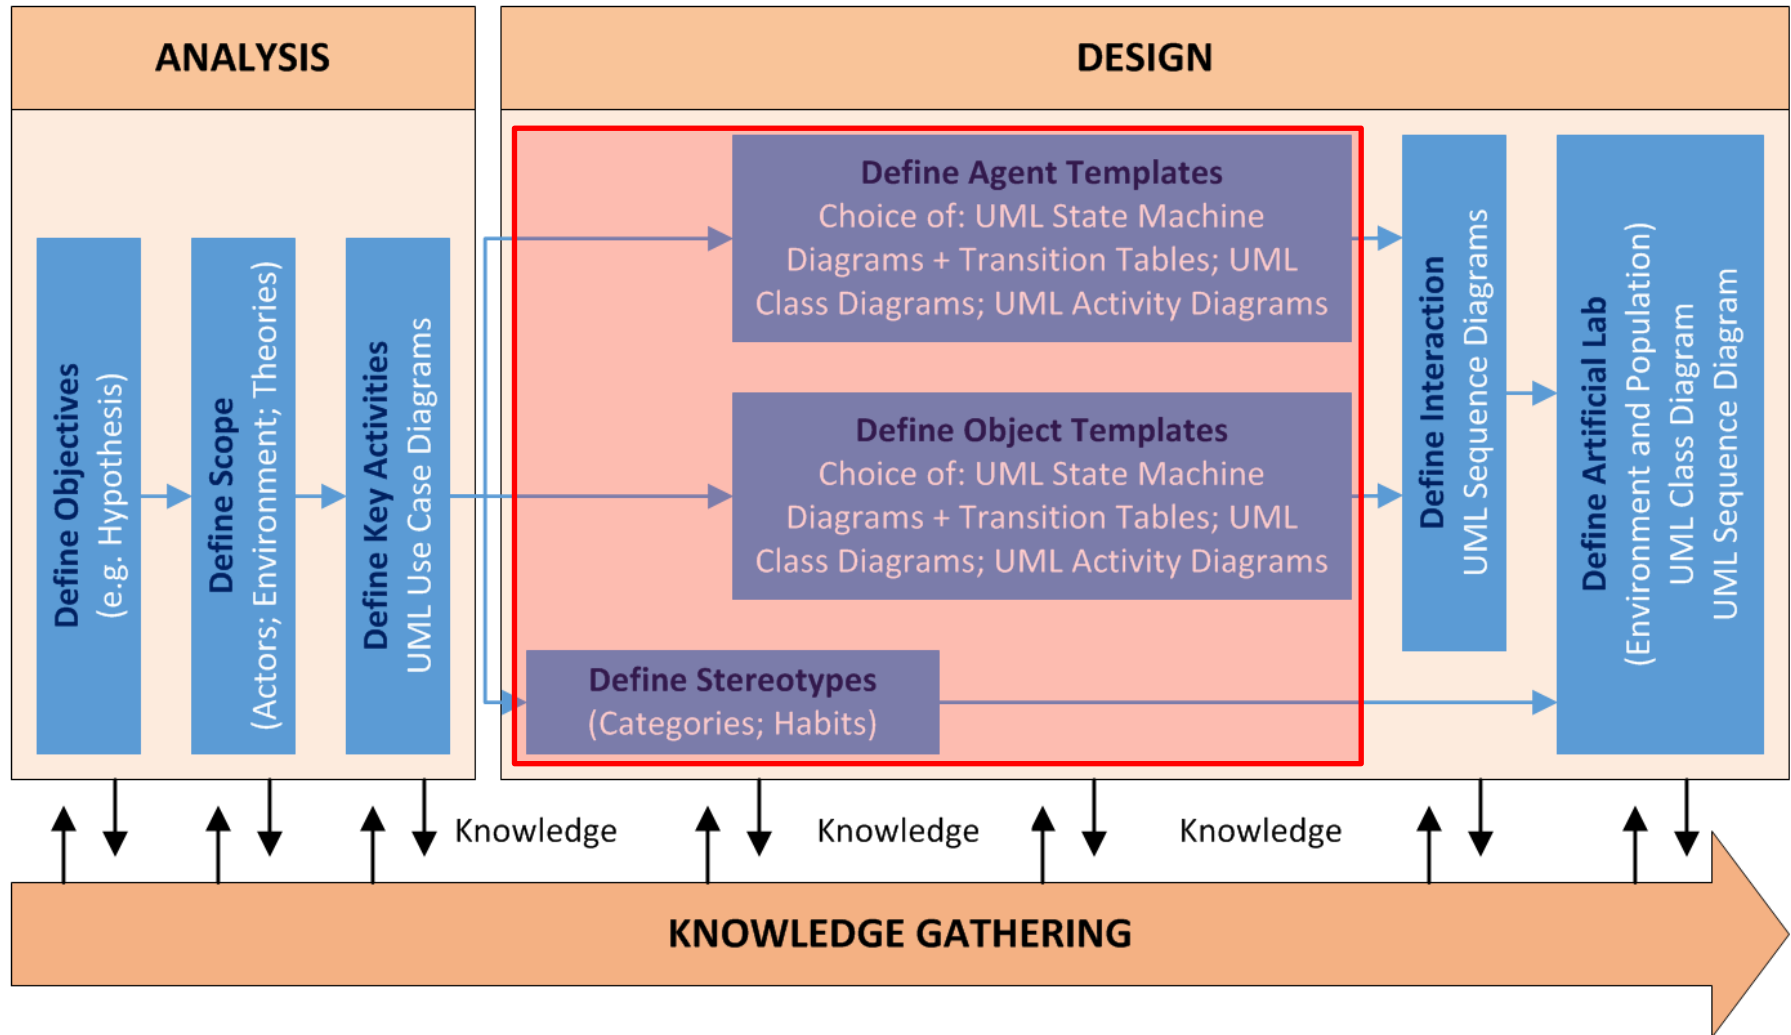 ANALYSIS
DESIGN
Define Objectives
(e.g. Hypothesis)
Define Scope
(Actors; Environment; Theories)
Define Key Activities
UML Use Case Diagrams
Define Agent Templates
Choice of: UML State Machine
Diagrams + Transition Tables; UML
Class Diagrams; UML Activity Diagrams
Define Object Templates
Choice of: UML State Machine
Diagrams + Transition Tables; UML
Class Diagrams; UML Activity Diagrams
Define Stereotypes
(Categories; Habits)
Define Interaction
UML Sequence Diagrams
Define Artificial Lab
(Environment and Population)
UML Class Diagram
UML Sequence Diagram
Knowledge
Knowledge
Knowledge
KNOWLEDGE GATHERING